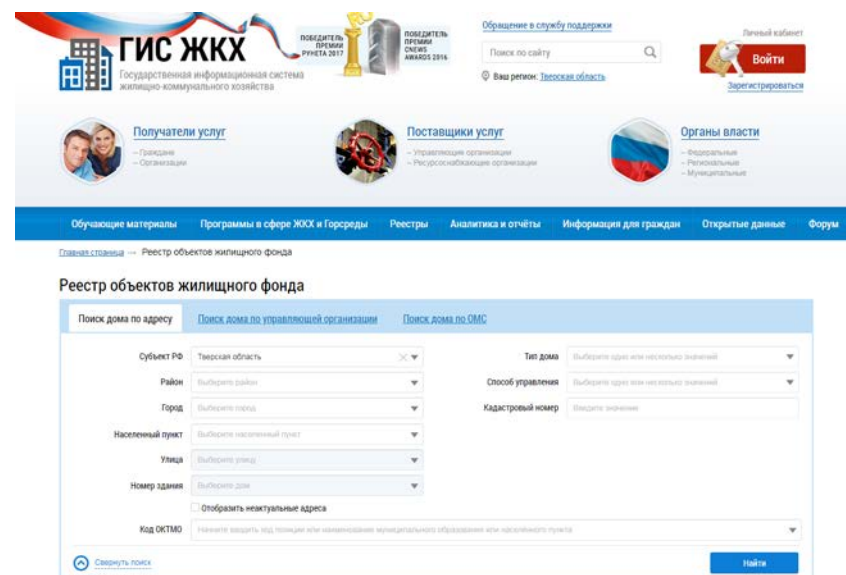 Обращение в службу поддержки
ПОБЕДИТЕЛЬ
ПРЕМИИ
РУНЕТА 2017
ПОБЕДИТЕЛЬ
ПРЕМИИ
CNEWS
AWARDS 2016
Личный кабинет
ГИС ЖКХ
Поиск по сайту
Войти
Государственная информационная система
жилищно-коммунального хозяйства
Ваш регион: Тверская область
Зарегистрироваться
Получатели услуг
– Граждане
– Организации
Поставщики услуг
– Управляющие организации
– Ресурсоснабжающие организации
Органы власти
– Федеральные
– Региональные
– Муниципальные
Обучающие материалы Программы в сфере ЖКХ и Горсреды Реестры Аналитика и отчёты Информация для граждан Открытые данные Форум
Главная страница → Реестр объектов жилищного фонда
Реестр объектов жилищного фонда
Поиск дома по адресу Поиск дома по управляющей организации Поиск дома по ОМС
Субъект РФ Тверская область Тип дома Выберите одно или несколько значений
Район Выберите район Способ управления Выберите одно или несколько значений
Город Выберите город Кадастровый номер Введите значение
Населенный пункт Выберите населенный пункт
Улица Выберите улицу
Номер здания Выберите дом
Отобразить неактуальные адреса
Код ОКТМО Начните вводить код позиции или наименование муниципального образования или населённого пункта
Свернуть поиск Найти